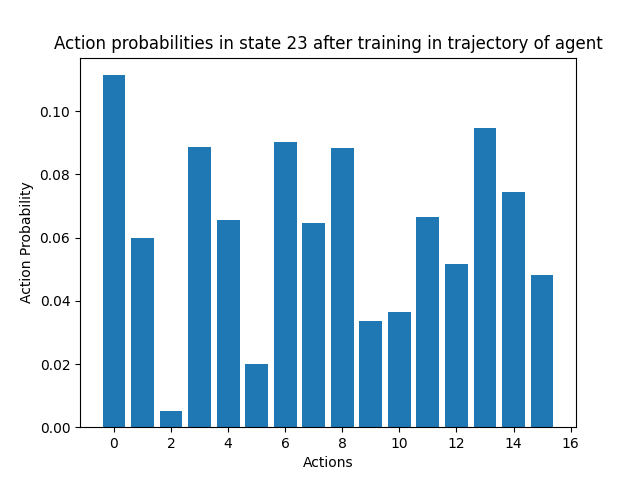 Action probabilities in state 23 after training in trajectory of agent
0.10
0.08
0.06
0.04
0.02
0.00
Action Probability
0 2 4 6 8 10 12 14 16
Actions